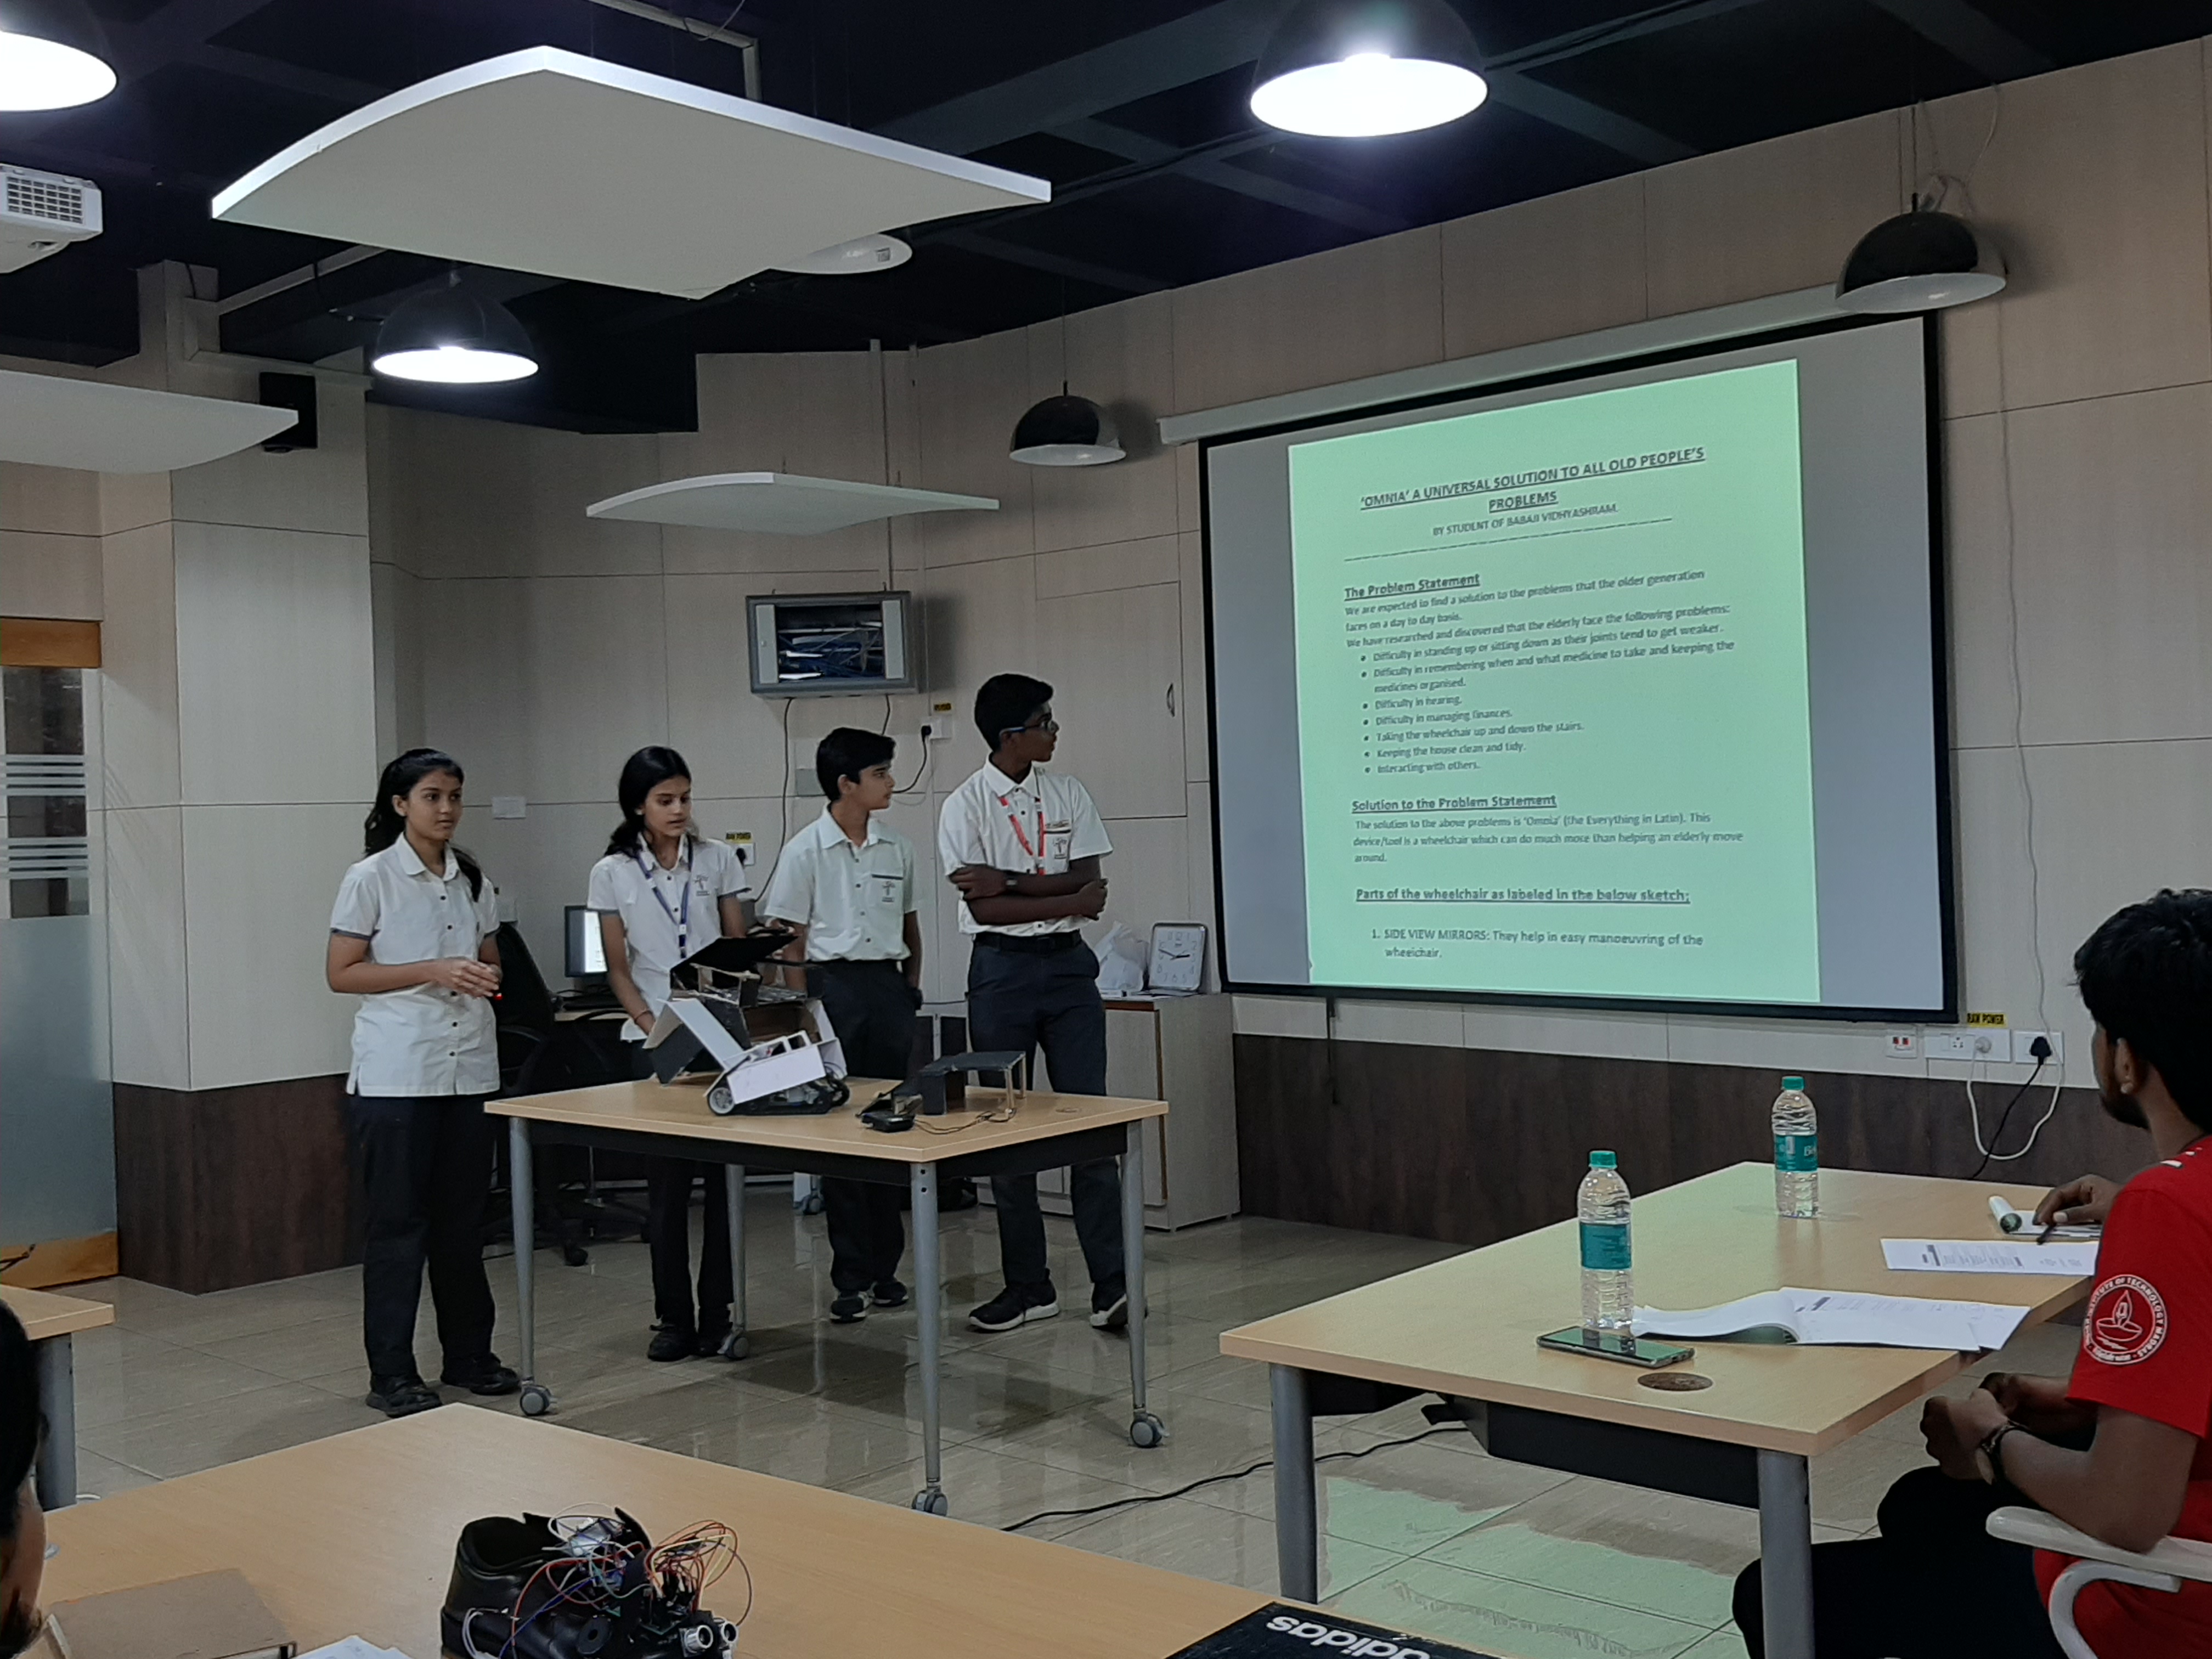 'OMNIA' A UNIVERSAL SOLUTION TO ALL OLD PEOPLE'S
PROBLEMS
BY STUDENT OF BABAJI VIDHYASHRAM.
The Problem Statement
We are expected to find a solution to the problems that the older generation
faces on a day to day basis.
We have researched and discovered that the elderly face the following problems:
• Difficulty in standing up or sitting down as their joints tend to get weaker.
• Difficulty in remembering when and what medicine to take and keeping the
medicines organised.
• Difficulty in hearing.
• Difficulty in managing finances.
• Taking the wheelchair up and down the stairs.
• Keeping the house clean and tidy.
• Interacting with others.
Solution to the Problem Statement
The solution to the above problems is 'Omnia' (the Everything in Latin). This
device/tool is a wheelchair which can do much more than helping an elderly move
around.
Parts of the wheelchair as labeled in the below sketch;
1. SIDE VIEW MIRRORS: They help in easy manoeuvring of the
wheelchair.
RAW POWER
RAW POWER
INSTITUTE OF TECHNOLOGY MADRAS
adidas